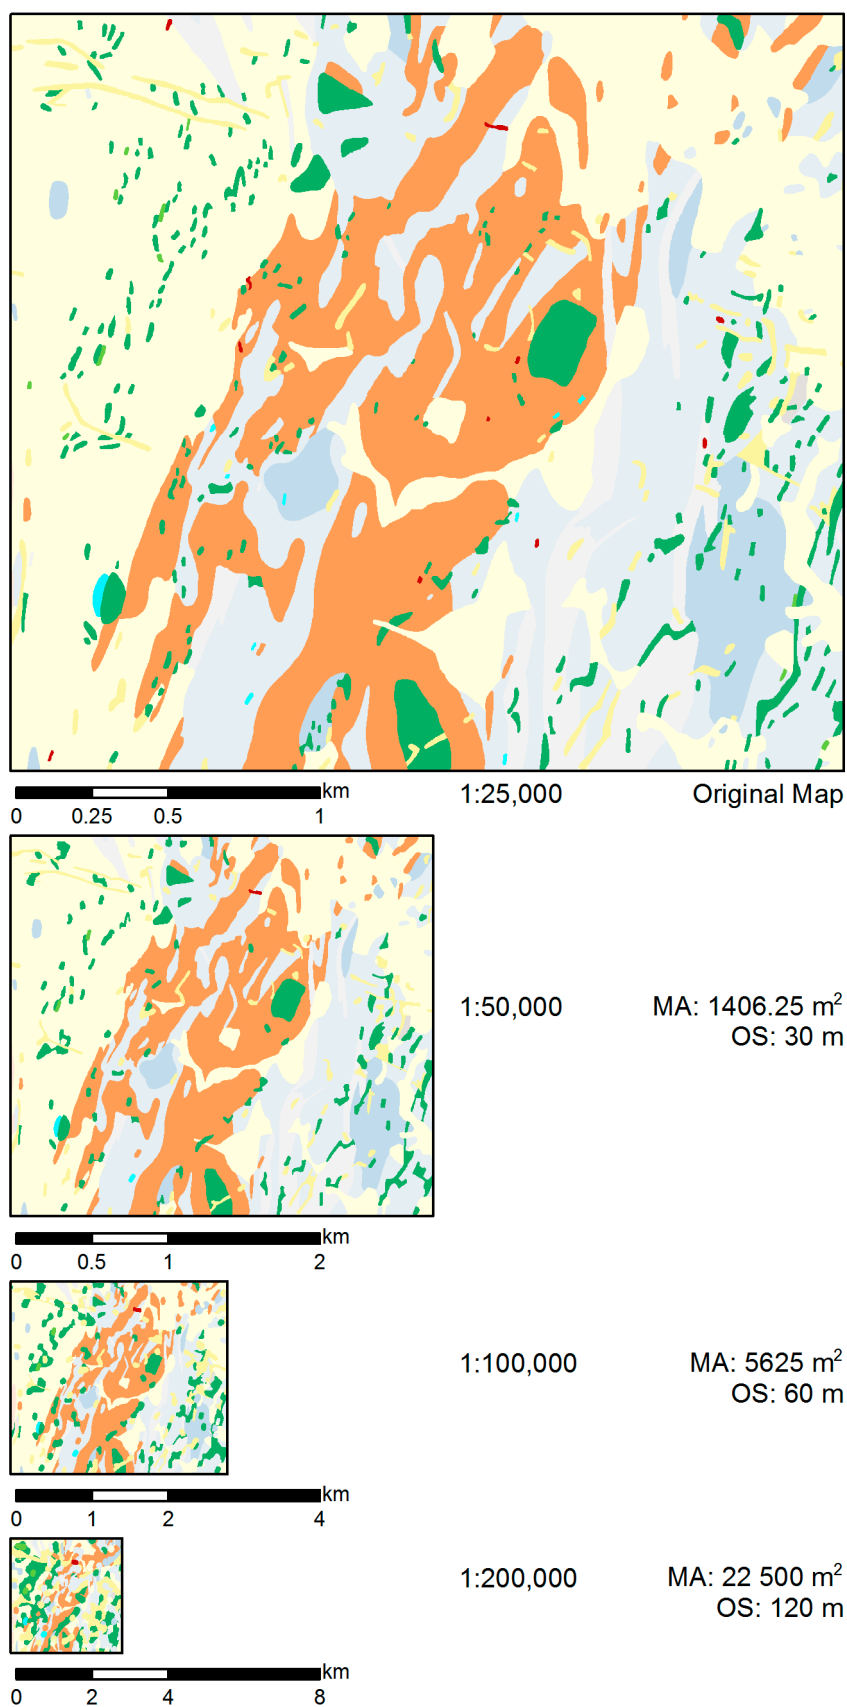 km
0 0.25 0.5 1
1:25,000 Original Map
km
0 0.5 1 2
1:50,000 MA: 1406.25 m²
OS: 30 m
1:100,000 MA: 5625 m²
OS: 60 m
km
0 1 2 4
1:200,000 MA: 22 500 m²
OS: 120 m
km
0 2 4 8